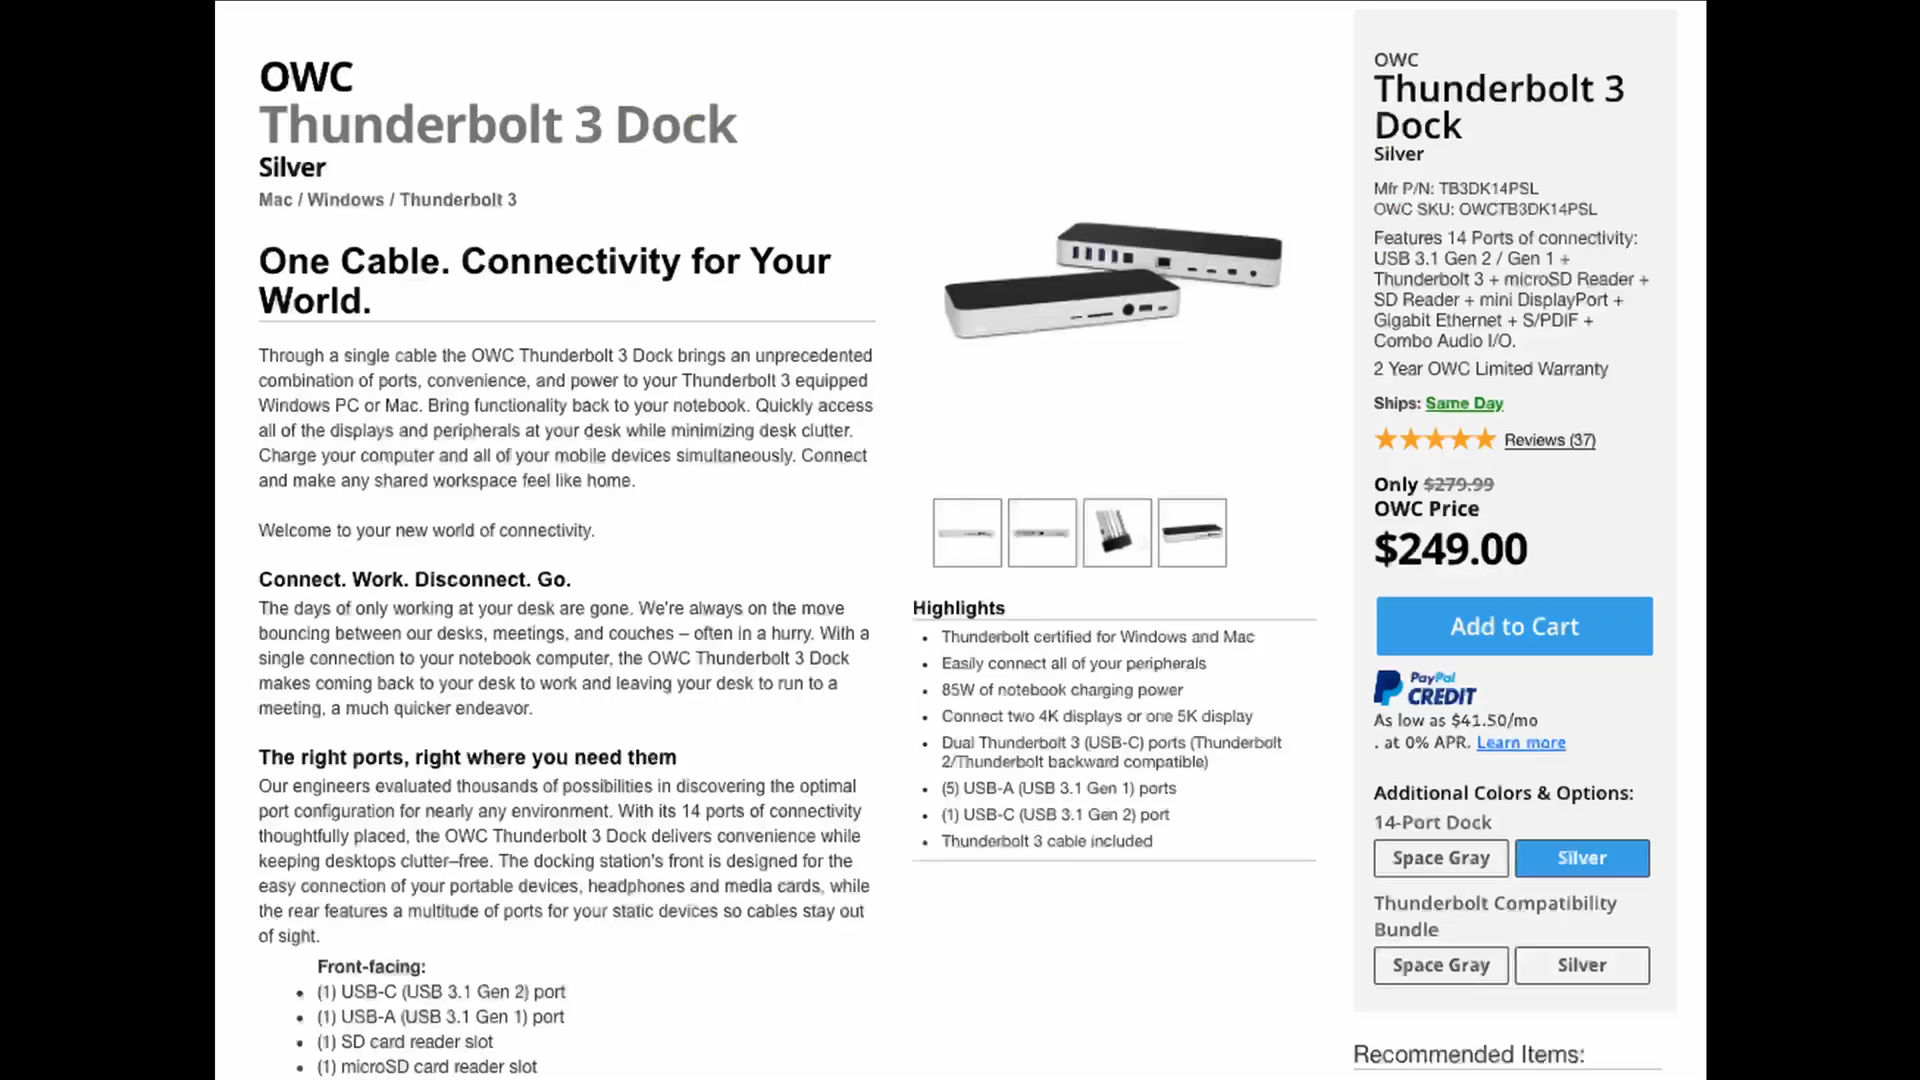 OWC
Thunderbolt 3 Dock
Silver
Mac / Windows / Thunderbolt 3
One Cable. Connectivity for Your
World.
Through a single cable the OWC Thunderbolt 3 Dock brings an unprecedented
combination of ports, convenience, and power to your Thunderbolt 3 equipped
Windows PC or Mac. Bring functionality back to your notebook. Quickly access
all of the displays and peripherals at your desk while minimizing desk clutter.
Charge your computer and all of your mobile devices simultaneously. Connect
and make any shared workspace feel like home.
Welcome to your new world of connectivity.
Connect. Work. Disconnect. Go.
The days of only working at your desk are gone. We're always on the move
bouncing between our desks, meetings, and couches – often in a hurry. With a
single connection to your notebook computer, the OWC Thunderbolt 3 Dock
makes coming back to your desk to work and leaving your desk to run to a
meeting, a much quicker endeavor.
The right ports, right where you need them
Our engineers evaluated thousands of possibilities in discovering the optimal
port configuration for nearly any environment. With its 14 ports of connectivity
thoughtfully placed, the OWC Thunderbolt 3 Dock delivers convenience while
keeping desktops clutter–free. The docking station's front is designed for the
easy connection of your portable devices, headphones and media cards, while
the rear features a multitude of ports for your static devices so cables stay out
of sight.
Front-facing:
• (1) USB-C (USB 3.1 Gen 2) port
• (1) USB-A (USB 3.1 Gen 1) port
• (1) SD card reader slot
• (1) microSD card reader slot
Highlights
• Thunderbolt certified for Windows and Mac
• Easily connect all of your peripherals
• 85W of notebook charging power
• Connect two 4K displays or one 5K display
• Dual Thunderbolt 3 (USB-C) ports (Thunderbolt
2/Thunderbolt backward compatible)
• (5) USB-A (USB 3.1 Gen 1) ports
• (1) USB-C (USB 3.1 Gen 2) port
• Thunderbolt 3 cable included
OWC
Thunderbolt 3
Dock
Silver
Mfr P/N: TB3DK14PSL
OWC SKU: OWCTB3DK14PSL
Features 14 Ports of connectivity:
USB 3.1 Gen 2 / Gen 1 +
Thunderbolt 3 + microSD Reader +
SD Reader + mini DisplayPort +
Gigabit Ethernet + S/PDIF +
Combo Audio I/O.
2 Year OWC Limited Warranty
Ships: Same Day
Reviews (37)
Only $279.99
OWC Price
$249.00
Add to Cart
PayPal
CREDIT
As low as $41.50/mo
. at 0% APR. Learn more
Additional Colors & Options:
14-Port Dock
Space Gray Silver
Thunderbolt Compatibility
Bundle
Space Gray Silver
Recommended Items: